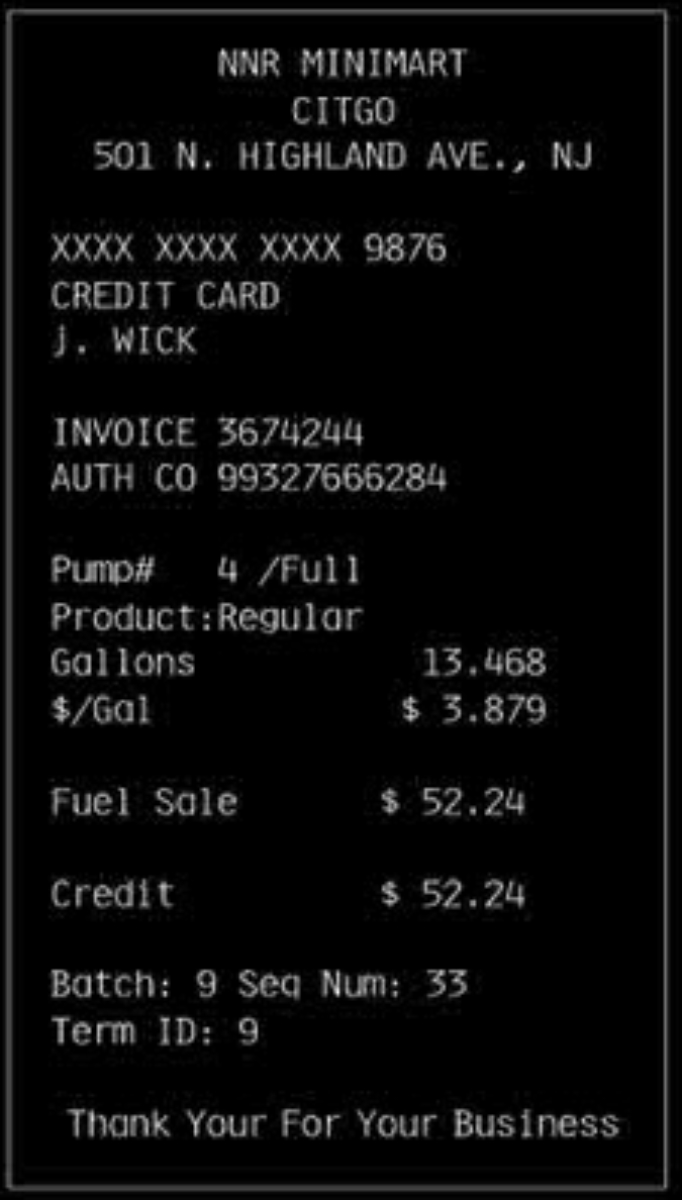 NNR MINIMART
CITGO
501 N. HIGHLAND AVE., NJ
XXXX XXXX XXXX 9876
CREDIT CARD
j. WICK
INVOICE 3674244
AUTH CO 99327666284
Pump# 4 /Full
Product:Regular
Gallons 13.468
$/Gal $ 3.879
Fuel Sale $ 52.24
Credit $ 52.24
Batch: 9 Seq Num: 33
Term ID: 9
Thank Your For Your Business